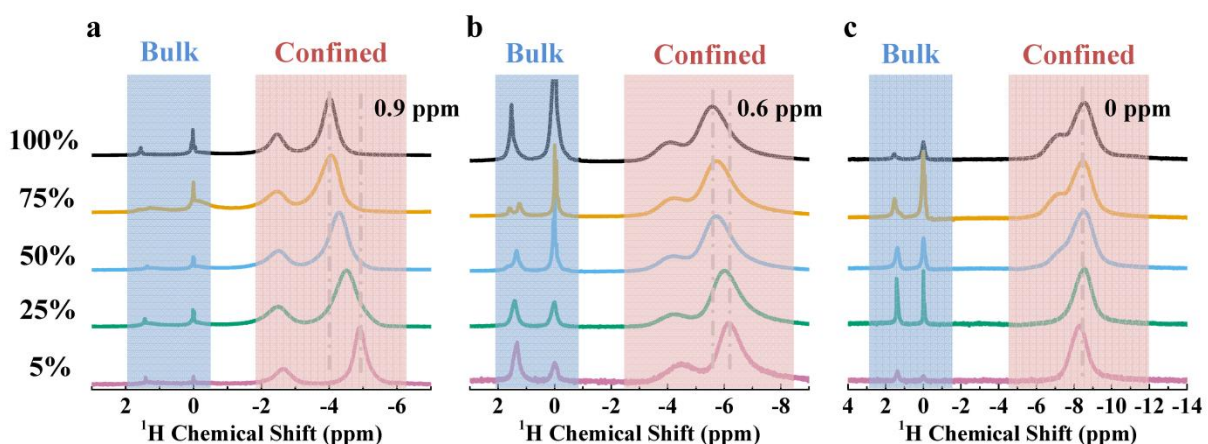 a
Bulk
Confined
0.9 ppm
100%
75%
50%
25%
5%
2
0
-2
-4
-6
¹H Chemical Shift (ppm)
b
Bulk
Confined
0.6 ppm
2
0
-2
-4
-6
-8
¹H Chemical Shift (ppm)
c
Bulk
Confined
0 ppm
4
2
0
-2
-4
-6
-8
-10
-12
-14
¹H Chemical Shift (ppm)